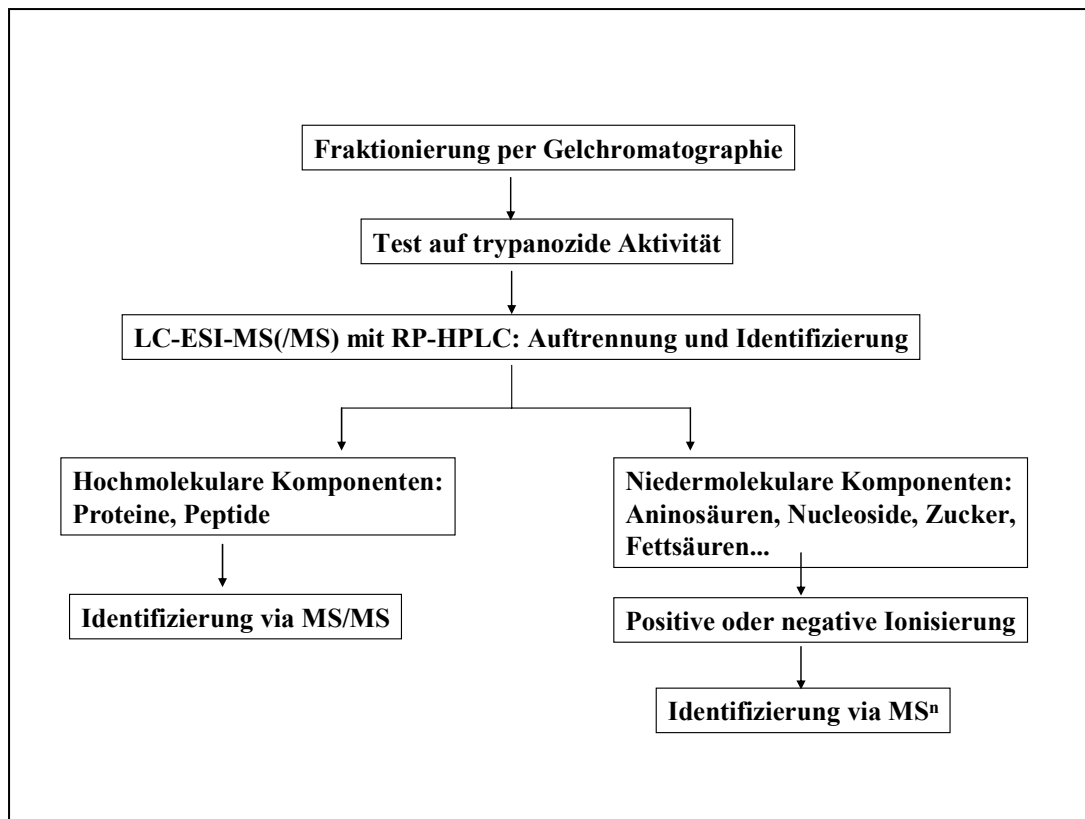 Fraktionierung per Gelchromatographie
Test auf trypanozide Aktivität
LC-ESI-MS(/MS) mit RP-HPLC: Auftrennung und Identifizierung
Hochmolekulare Komponenten:
Proteine, Peptide
Identifizierung via MS/MS
Niedermolekulare Komponenten:
Aninosäuren, Nucleoside, Zucker,
Fettsäuren...
Positive oder negative Ionisierung
Identifizierung via MSⁿ